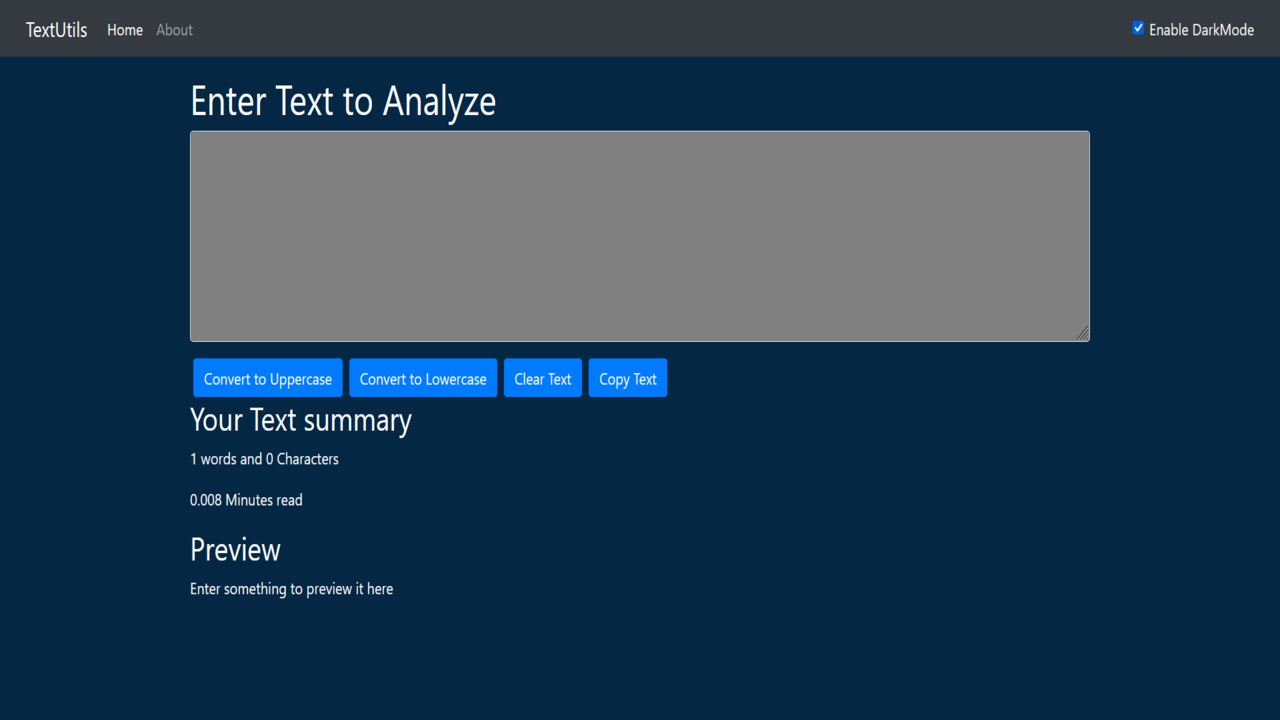 TextUtils Home About Enable DarkMode
Enter Text to Analyze
Convert to Uppercase Convert to Lowercase Clear Text Copy Text
Your Text summary
1 words and 0 Characters
0.008 Minutes read
Preview
Enter something to preview it here